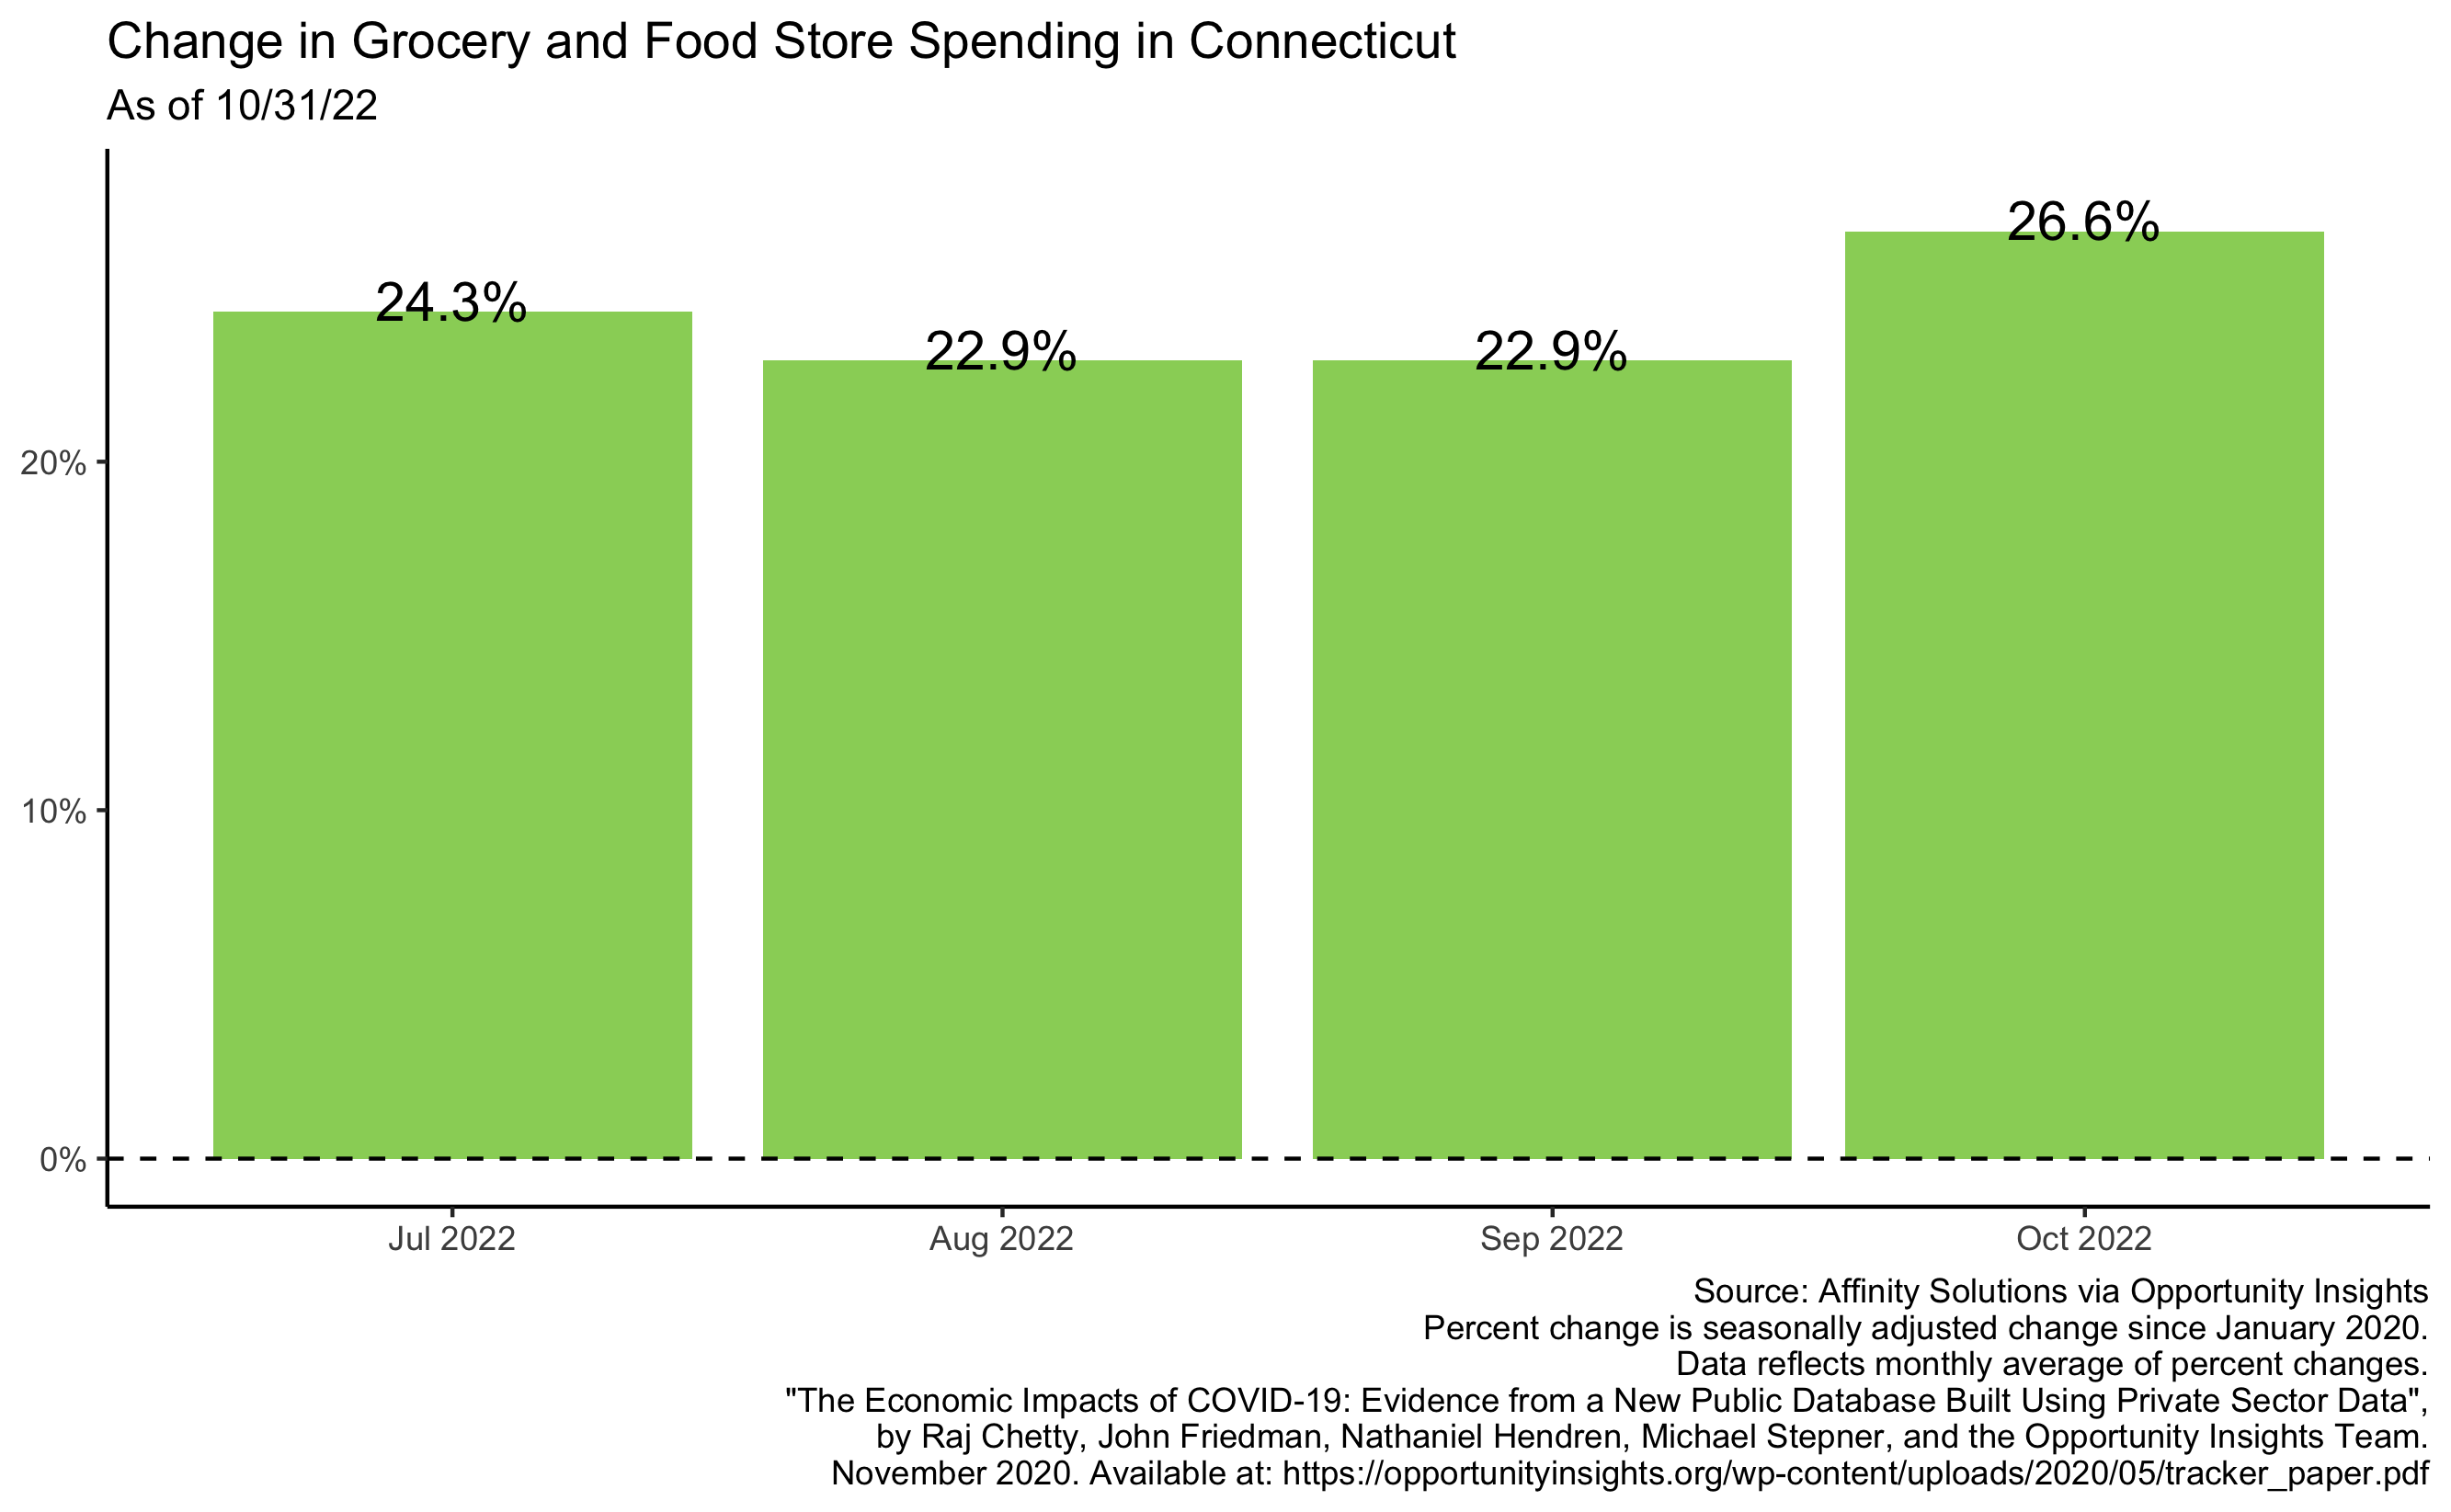 Change in Grocery and Food Store Spending in Connecticut
As of 10/31/22
24.3%
22.9%
22.9%
26.6%
20%
10%
0%
Jul 2022
Aug 2022
Sep 2022
Oct 2022
Source: Affinity Solutions via Opportunity Insights
Percent change is seasonally adjusted change since January 2020.
Data reflects monthly average of percent changes.
"The Economic Impacts of COVID-19: Evidence from a New Public Database Built Using Private Sector Data",
by Raj Chetty, John Friedman, Nathaniel Hendren, Michael Stepner, and the Opportunity Insights Team.
November 2020. Available at: https://opportunityinsights.org/wp-content/uploads/2020/05/tracker_paper.pdf